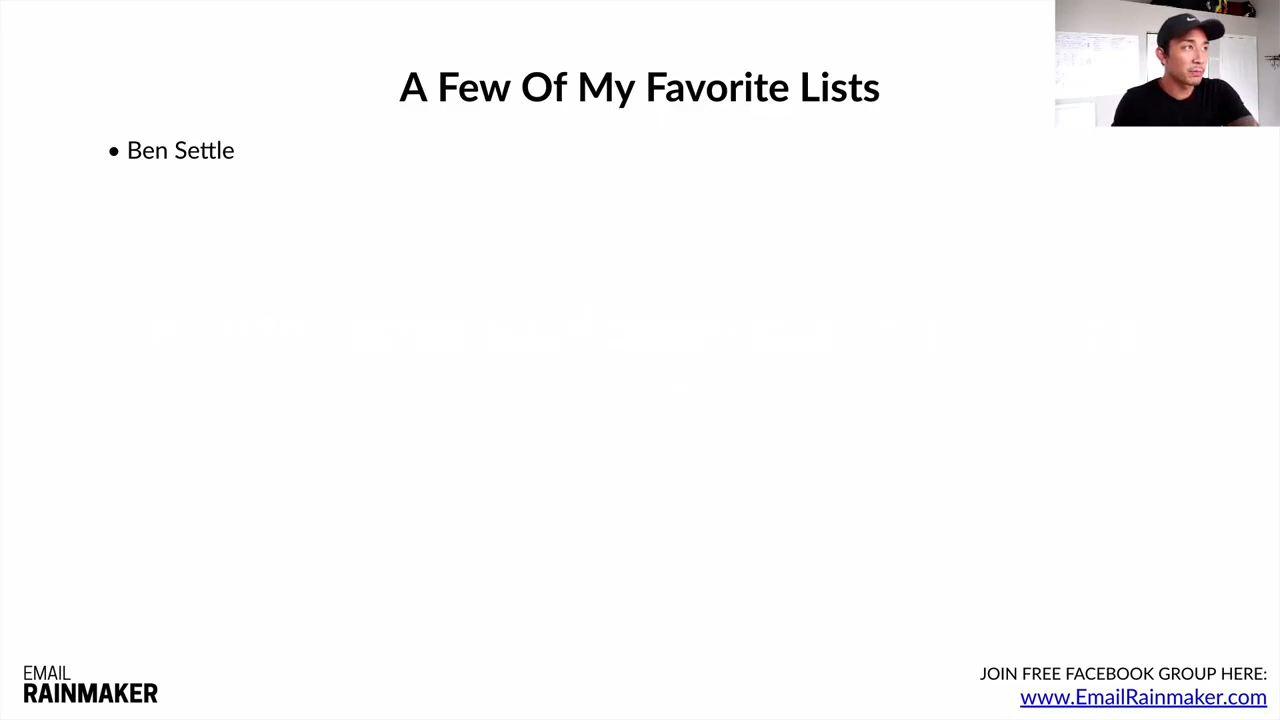 A Few Of My Favorite Lists
• Ben Settle
EMAIL
RAINMAKER
JOIN FREE FACEBOOK GROUP HERE:
www.EmailRainmaker.com